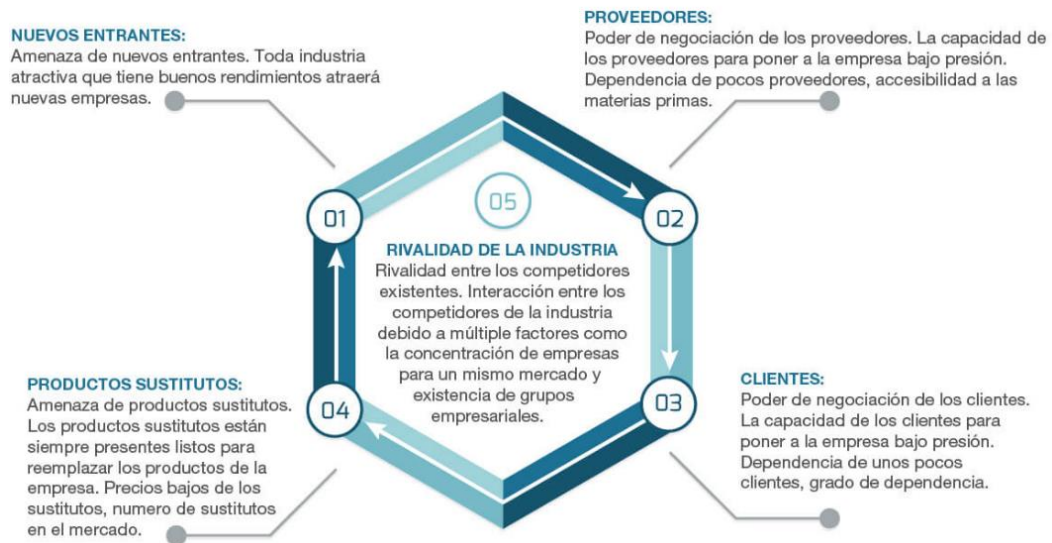 NUEVOS ENTRANTES:
Amenaza de nuevos entrantes. Toda industria
atractiva que tiene buenos rendimientos atraerá
nuevas empresas.
01
PROVEEDORES:
Poder de negociación de los proveedores. La capacidad de
los proveedores para poner a la empresa bajo presión.
Dependencia de pocos proveedores, accesibilidad a las
materias primas.
02
05
RIVALIDAD DE LA INDUSTRIA
Rivalidad entre los competidores
existentes. Interacción entre los
competidores de la industria
debido a múltiple factores como
la concentración de empresas
para un mismo mercado y
existencia de grupos
empresariales.
PRODUCTOS SUSTITUTOS:
Amenaza de productos sustitutos.
Los productos sustitutos están
siempre presentes listos para
reemplazar los productos de la
empresa. Precios bajos de los
sustitutos, numero de sustitutos
en el mercado.
04
03
CLIENTES:
Poder de negociación de los clientes.
La capacidad de los clientes para
poner a la empresa bajo presión.
Dependencia de unos pocos
clientes, grado de dependencia.